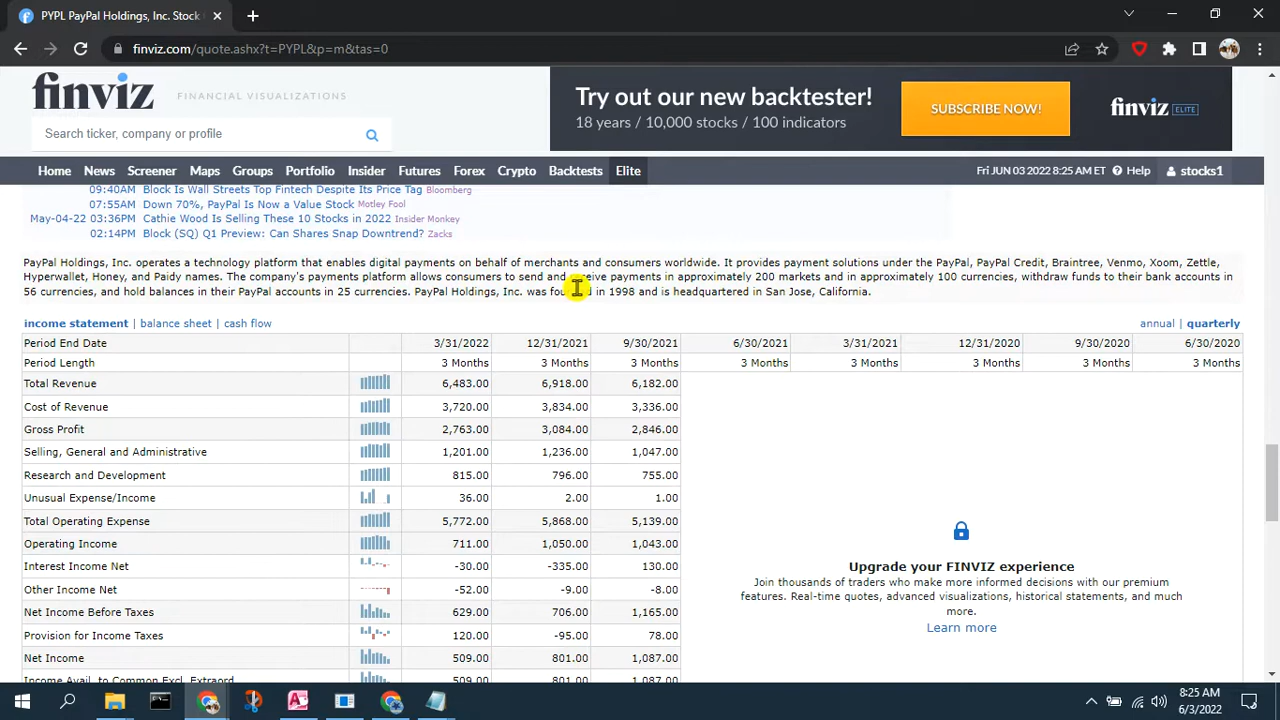 PYPL PayPal Holdings, Inc. Stock
finviz.com/quote.ashx?t=PYPL&p=m&tas=0
finviz FINANCIAL VISUALIZATIONS
Try out our new backtester!
18 years / 10,000 stocks / 100 indicators
SUBSCRIBE NOW!
finviz ELITE
Search ticker, company or profile
Home News Screener Maps Groups Portfolio Insider Futures Forex Crypto Backtests Elite Fri JUN 03 2022 8:25 AM ET Help stocks1
09:40AM Block Is Wall Streets Top Fintech Despite Its Price Tag Bloomberg
07:55AM Down 70%, PayPal Is Now a Value Stock Motley Fool
May-04-22 03:36PM Cathie Wood Is Selling These 10 Stocks in 2022 Insider Monkey
02:14PM Block (SQ) Q1 Preview: Can Shares Snap Downtrend? Zacks
PayPal Holdings, Inc. operates a technology platform that enables digital payments on behalf of merchants and consumers worldwide. It provides payment solutions under the PayPal, PayPal Credit, Braintree, Venmo, Xoom, Zettle,
Hyperwallet, Honey, and Paidy names. The company's payments platform allows consumers to send and receive payments in approximately 200 markets and in approximately 100 currencies, withdraw funds to their bank accounts in
56 currencies, and hold balances in their PayPal accounts in 25 currencies. PayPal Holdings, Inc. was founded in 1998 and is headquartered in San Jose, California.
income statement | balance sheet | cash flow annual | quarterly
Period End Date 3/31/2022 12/31/2021 9/30/2021 6/30/2021 3/31/2021 12/31/2020 9/30/2020 6/30/2020
Period Length 3 Months 3 Months 3 Months 3 Months 3 Months 3 Months 3 Months 3 Months
Total Revenue 6,483.00 6,918.00 6,182.00
Cost of Revenue 3,720.00 3,834.00 3,336.00
Gross Profit 2,763.00 3,084.00 2,846.00
Selling, General and Administrative 1,201.00 1,236.00 1,047.00
Research and Development 815.00 796.00 755.00
Unusual Expense/Income 36.00 2.00 1.00
Total Operating Expense 5,772.00 5,868.00 5,139.00
Operating Income 711.00 1,050.00 1,043.00
Interest Income Net -30.00 -335.00 130.00
Other Income Net -52.00 -9.00 -8.00
Net Income Before Taxes 629.00 706.00 1,165.00
Provision for Income Taxes 120.00 -95.00 78.00
Net Income 509.00 801.00 1,087.00
Income Avail. to Common Excl. Extraord. 509.00 801.00 1,087.00
Upgrade your FINVIZ experience
Join thousands of traders who make more informed decisions with our premium
features. Real-time quotes, advanced visualizations, historical statements, and much
more.
Learn more
8:25 AM
6/3/2022